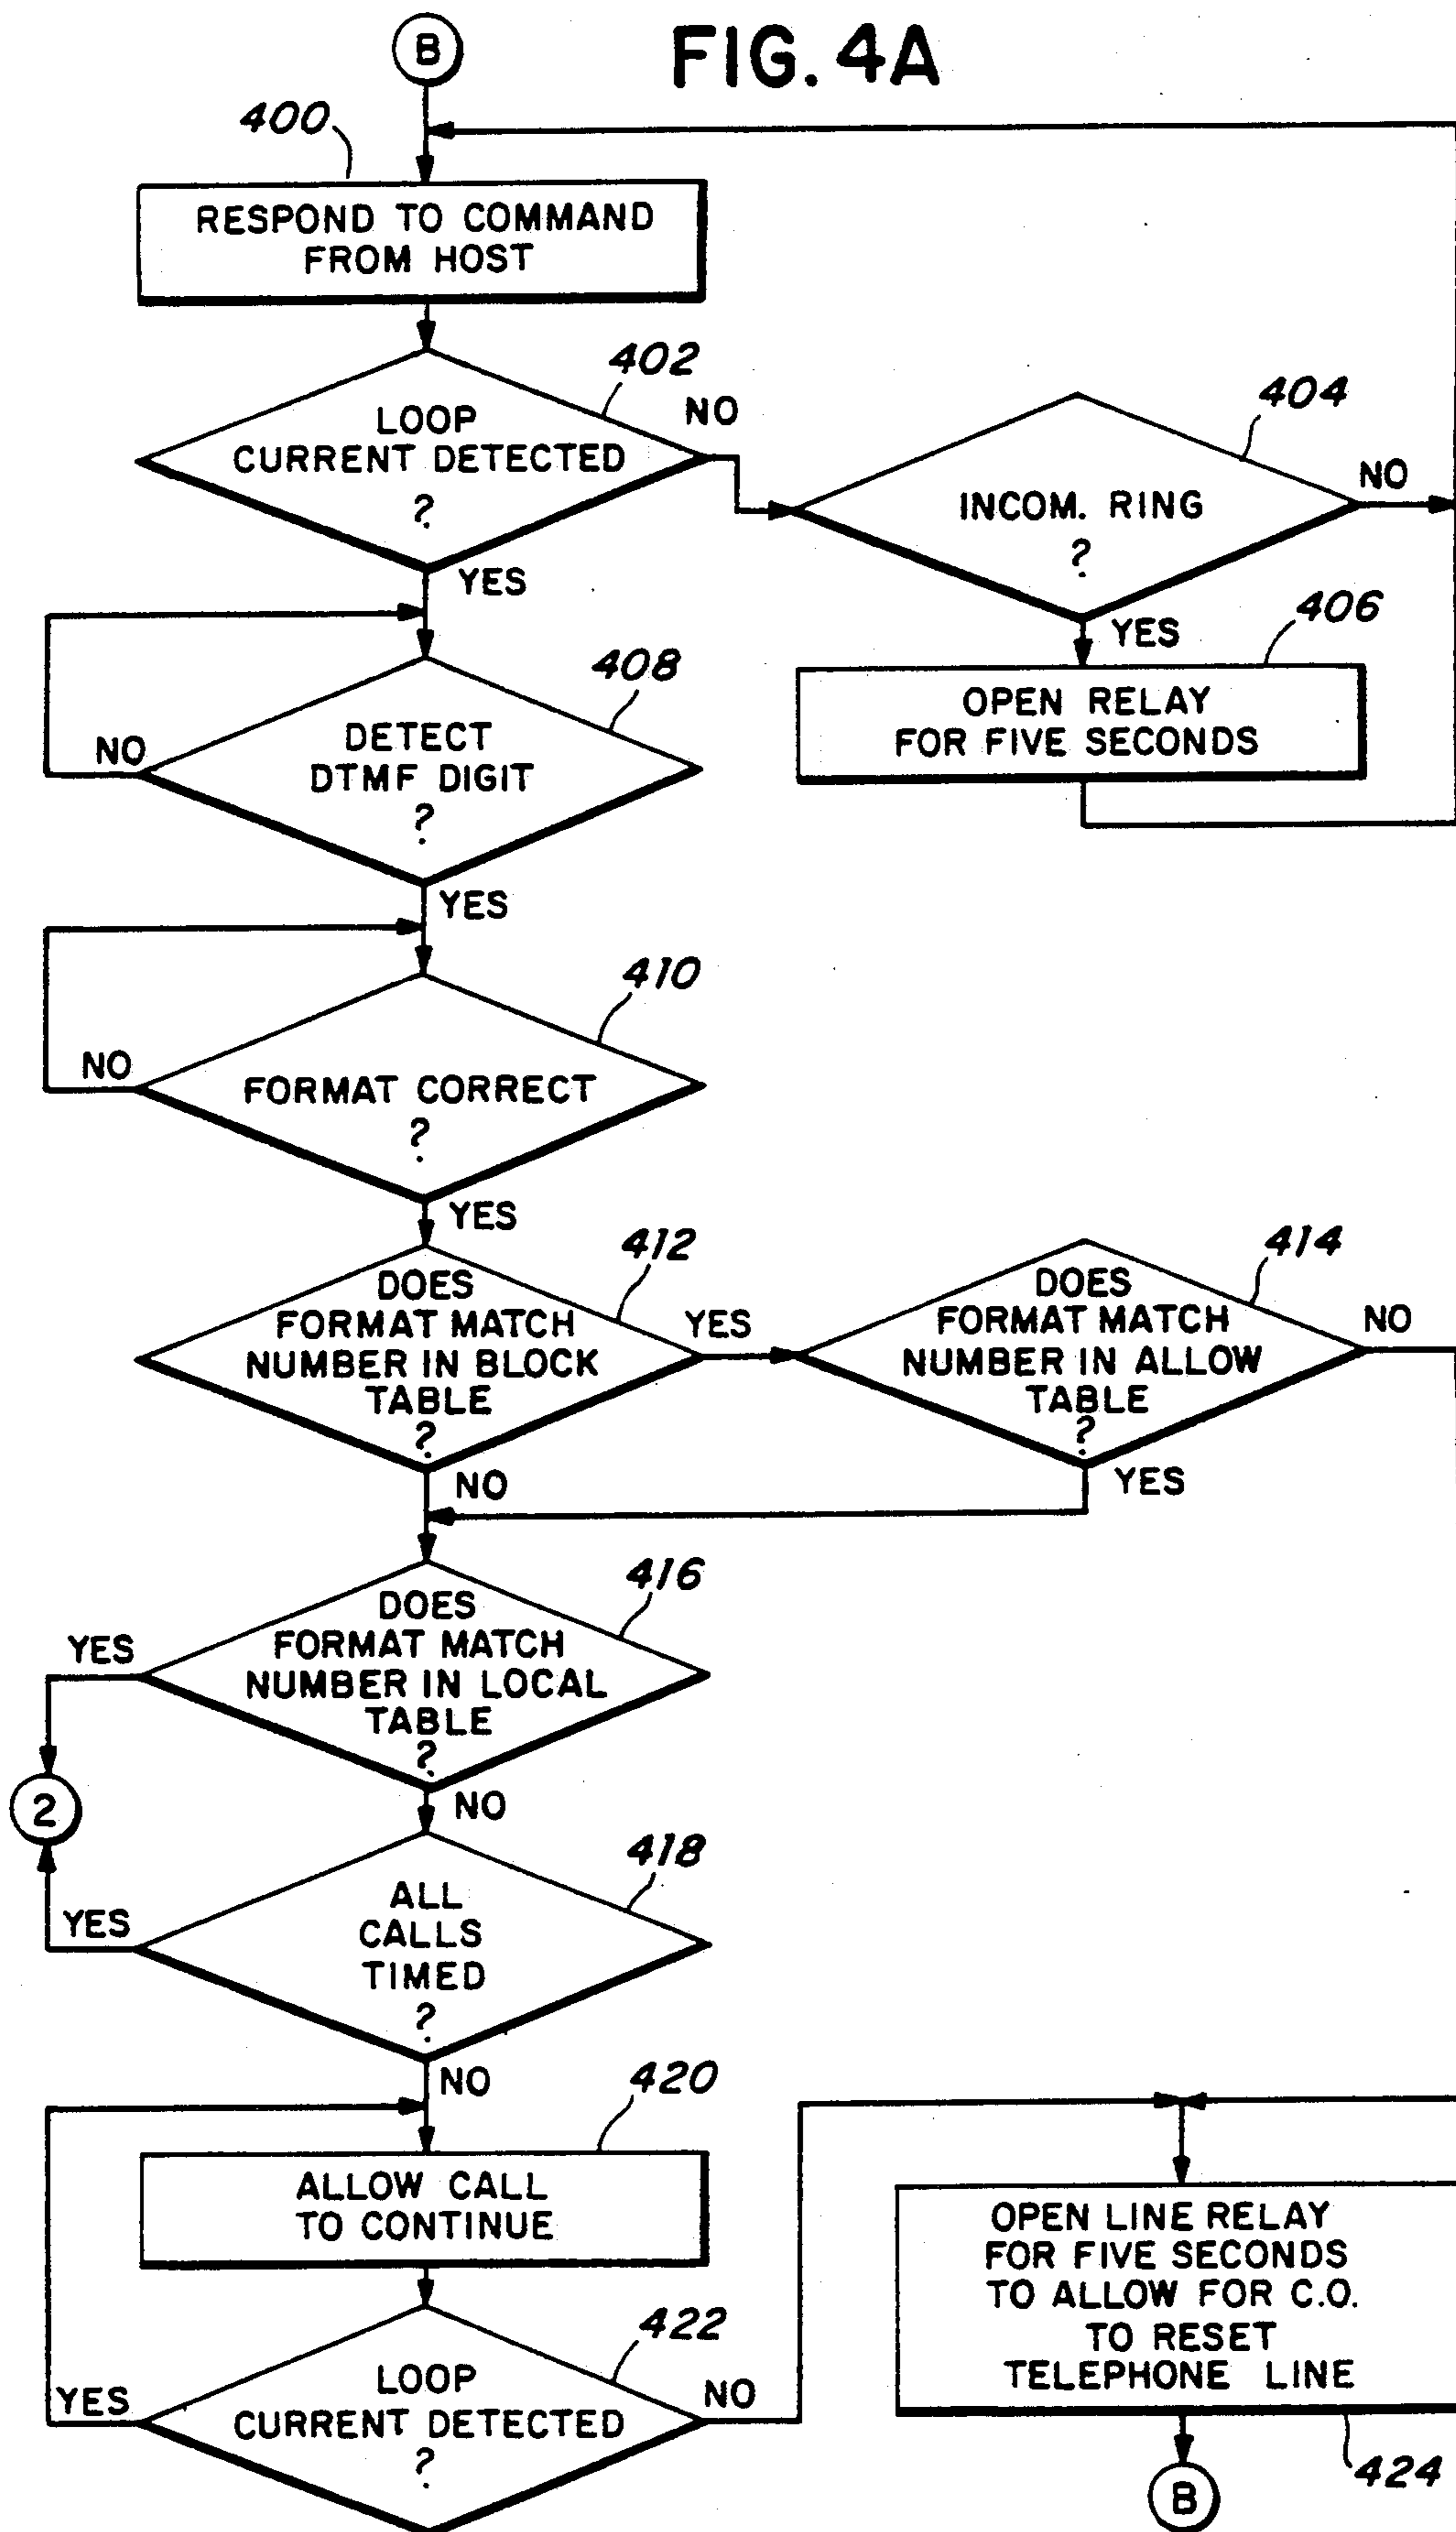 B
FIG. 4A
400
RESPOND TO COMMAND
FROM HOST
402
LOOP
CURRENT DETECTED
?
NO
YES
404
INCOM. RING
?
NO
YES
406
OPEN RELAY
FOR FIVE SECONDS
408
DETECT
DTMF DIGIT
?
NO
YES
410
FORMAT CORRECT
?
NO
YES
412
DOES
FORMAT MATCH
NUMBER IN BLOCK
TABLE
?
YES
NO
414
DOES
FORMAT MATCH
NUMBER IN ALLOW
TABLE
?
NO
YES
416
DOES
FORMAT MATCH
NUMBER IN LOCAL
TABLE
?
YES
NO
2
418
ALL
CALLS
TIMED
?
YES
NO
420
ALLOW CALL
TO CONTINUE
422
LOOP
CURRENT DETECTED
?
YES
NO
OPEN LINE RELAY
FOR FIVE SECONDS
TO ALLOW FOR C.O.
TO RESET
TELEPHONE LINE
424
B